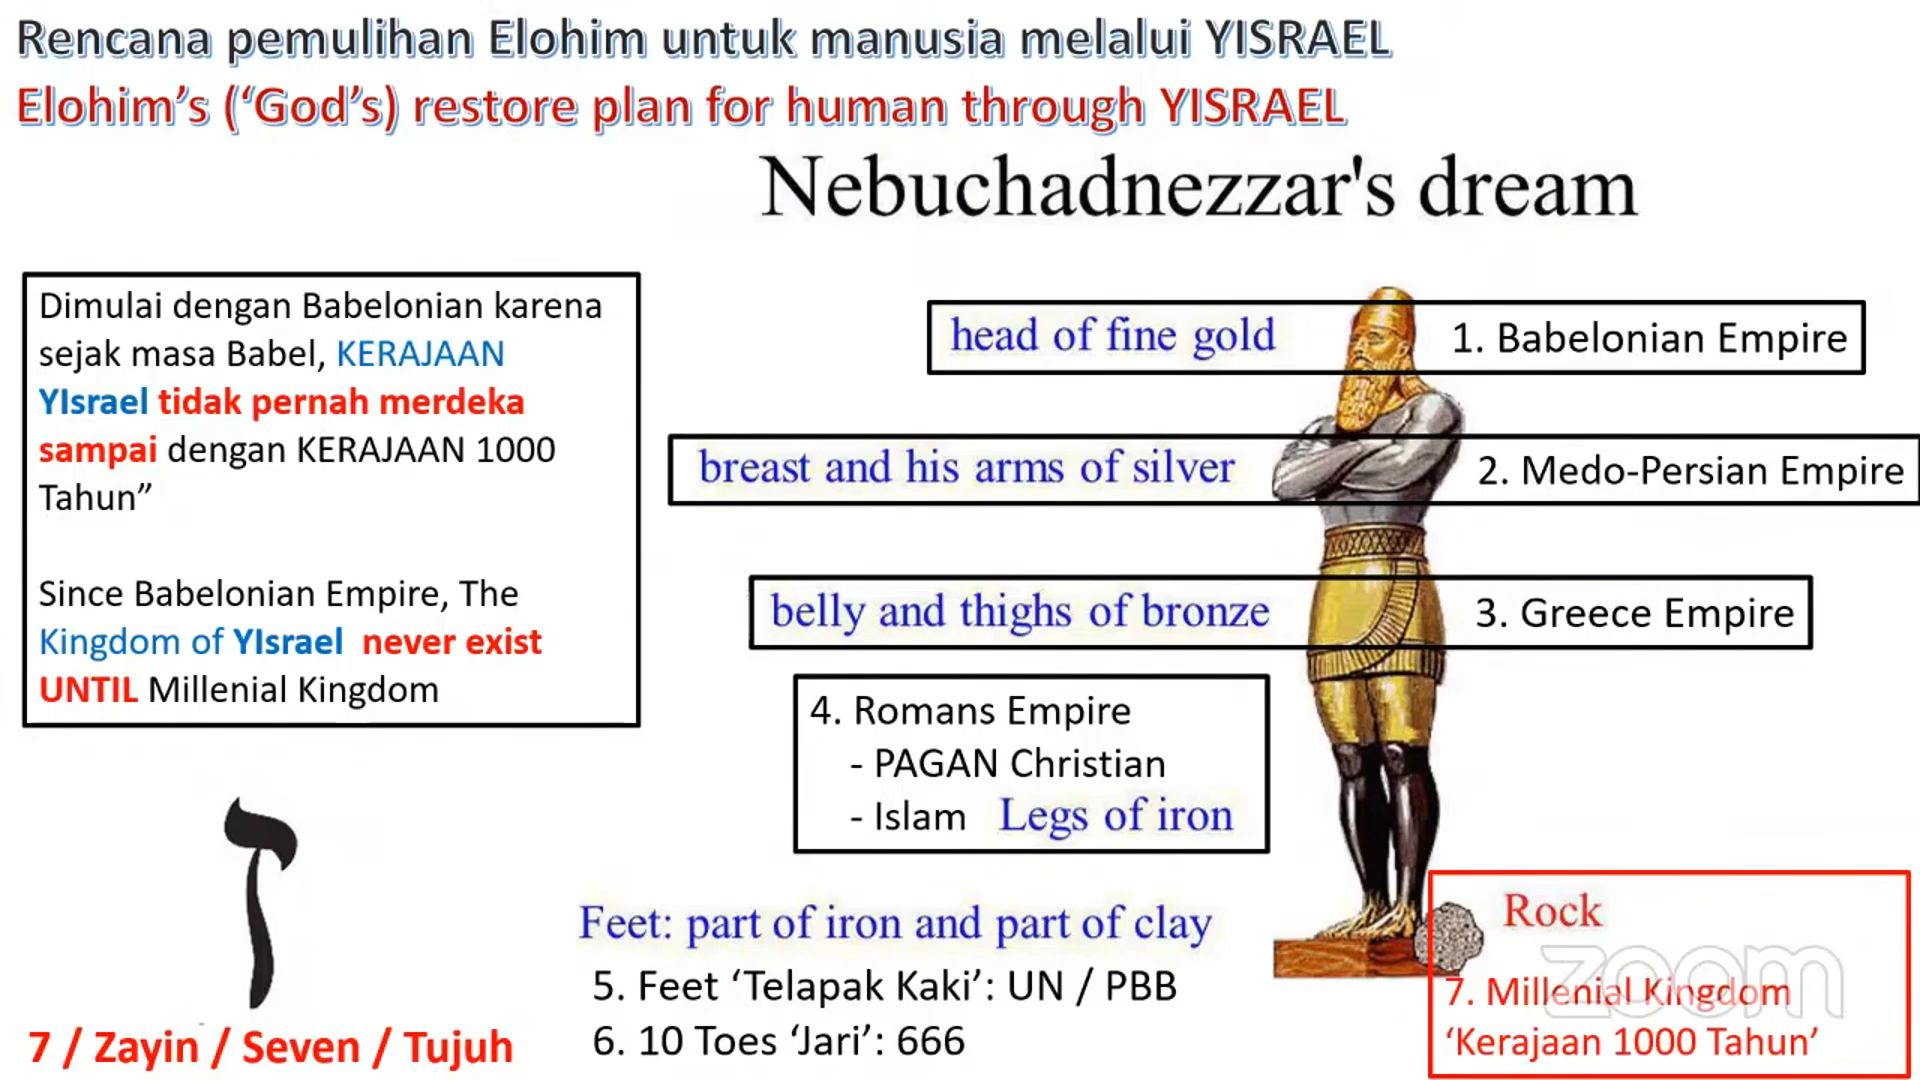 Rencana pemulihan Elohim untuk manusia melalui YISRAEL
Elohim’s (‘God’s) restore plan for human through YISRAEL
Nebuchadnezzar's dream
Dimulai dengan Babelonian karena
sejak masa Babel, KERAJAAN
YIsrael tidak pernah merdeka
sampai dengan KERAJAAN 1000
Tahun”
Since Babelonian Empire, The
Kingdom of YIsrael never exist
UNTIL Millenial Kingdom
head of fine gold 1. Babelonian Empire
breast and his arms of silver 2. Medo-Persian Empire
belly and thighs of bronze 3. Greece Empire
4. Romans Empire
- PAGAN Christian
- Islam Legs of iron
Feet: part of iron and part of clay
5. Feet ‘Telapak Kaki’: UN / PBB
6. 10 Toes ‘Jari’: 666
Rock
zoom
7. Millenial Kingdom
‘Kerajaan 1000 Tahun’
ז
7 / Zayin / Seven / Tujuh